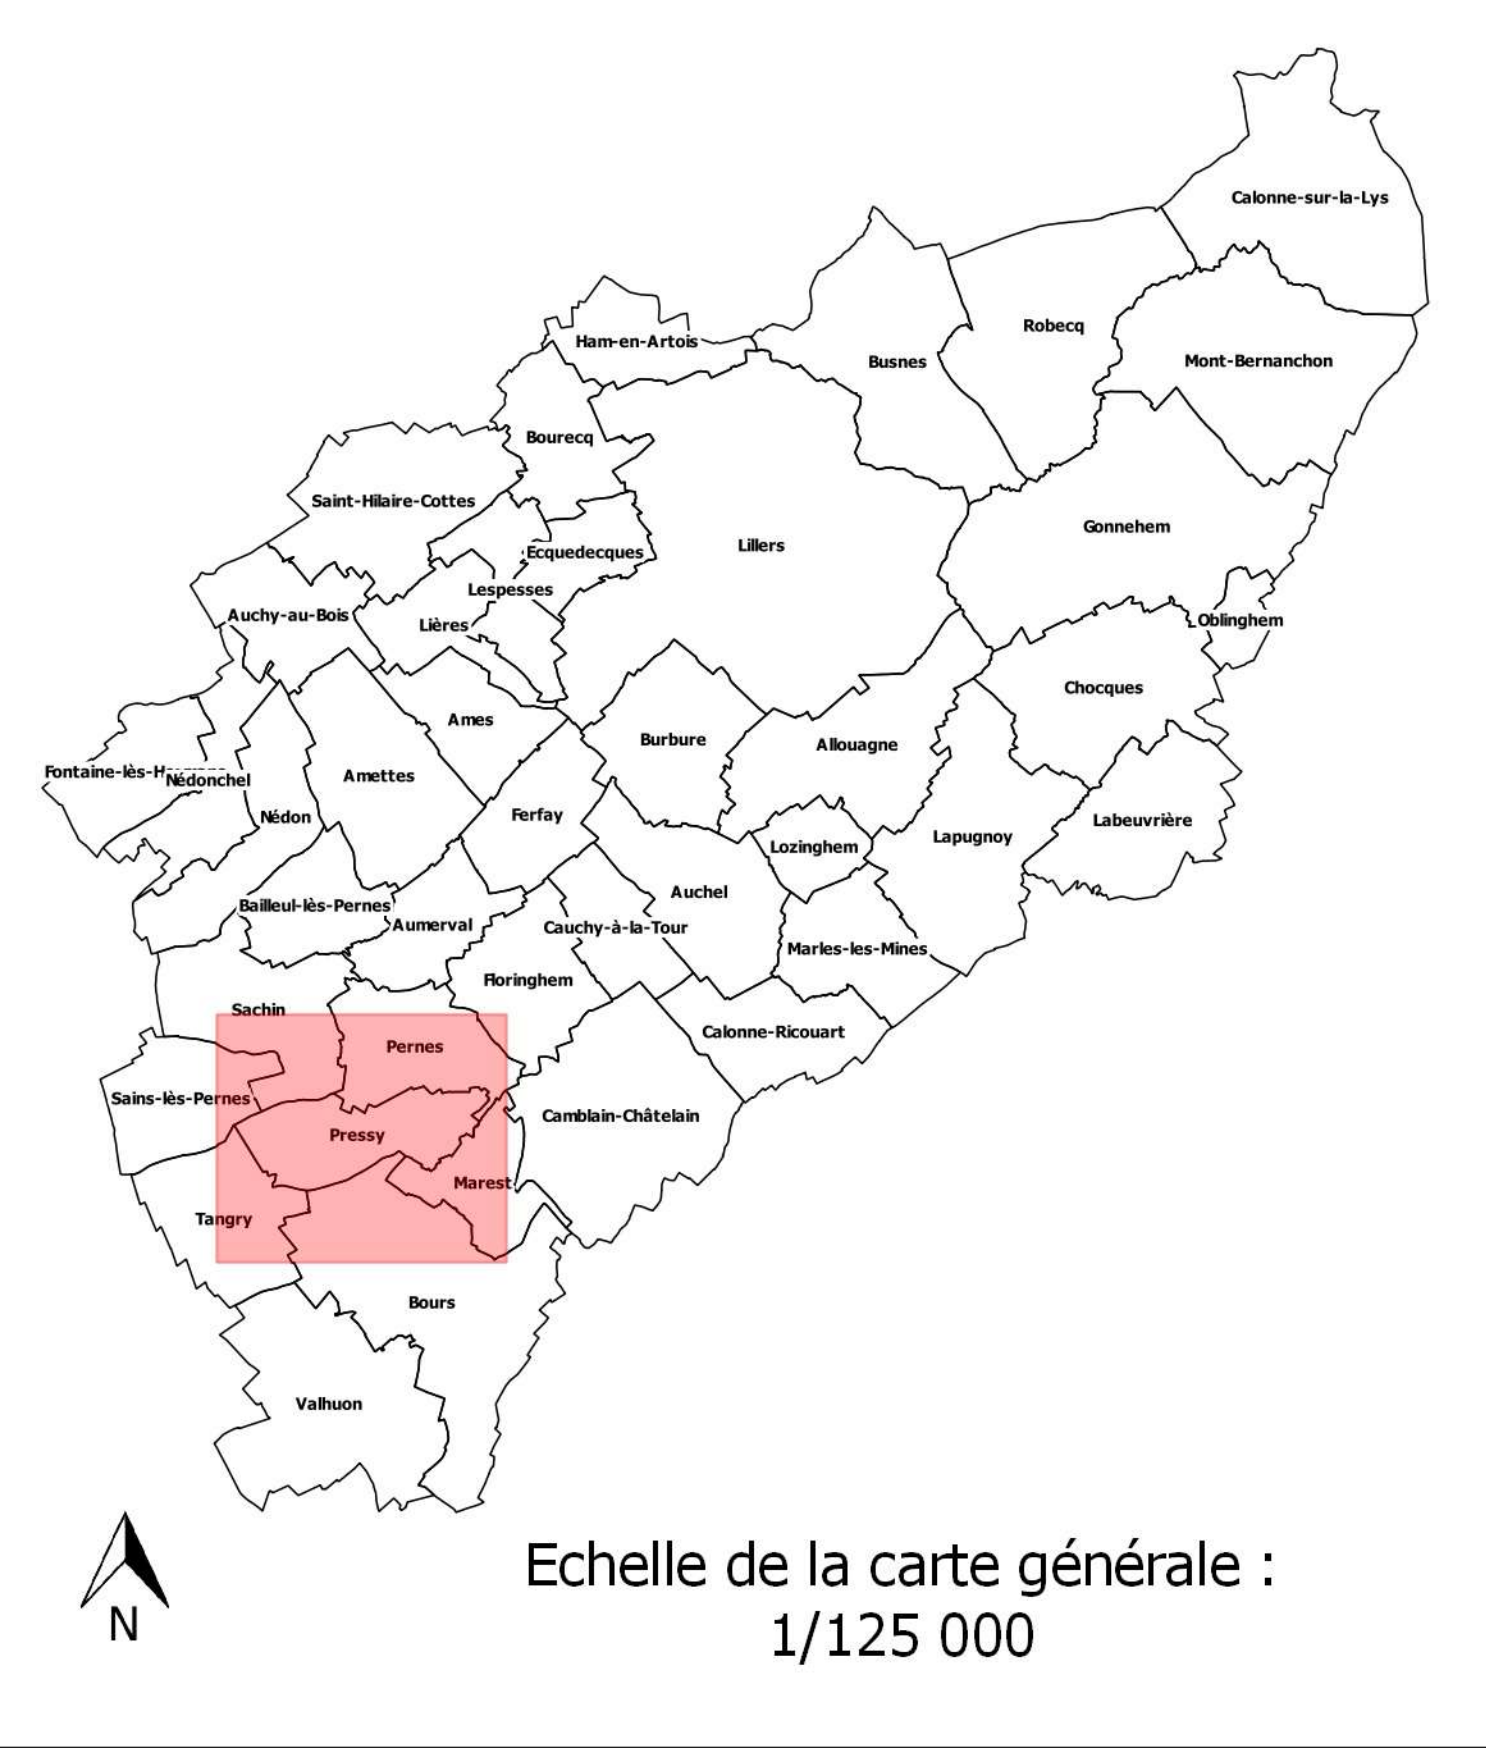 Calonne-sur-la-Lys
Robecq
Ham-en-Artois
Busnes
Mont-Bernanchon
Bourecq
Saint-Hilaire-Cottes
Gonnehem
Lillers
Ecquedecques
Lespesses
Auchy-au-Bois
Oblinghem
Lières
Chocques
Ames
Burbure
Allouagne
Fontaine-lès-H
Nédonchel
Amettes
Nédon
Ferfay
Labeuvrière
Lapugnoy
Lozinghem
Auchel
Bailleul-lès-Pernes
Aumerval
Cauchy-à-la-Tour
Marles-les-Mines
Floringhem
Sachin
Calonne-Ricouart
Pernes
Sains-lès-Pernes
Camblain-Châtelain
Pressy
Marest
Tangry
Bours
Valhuon
N
Echelle de la carte générale :
1/125 000